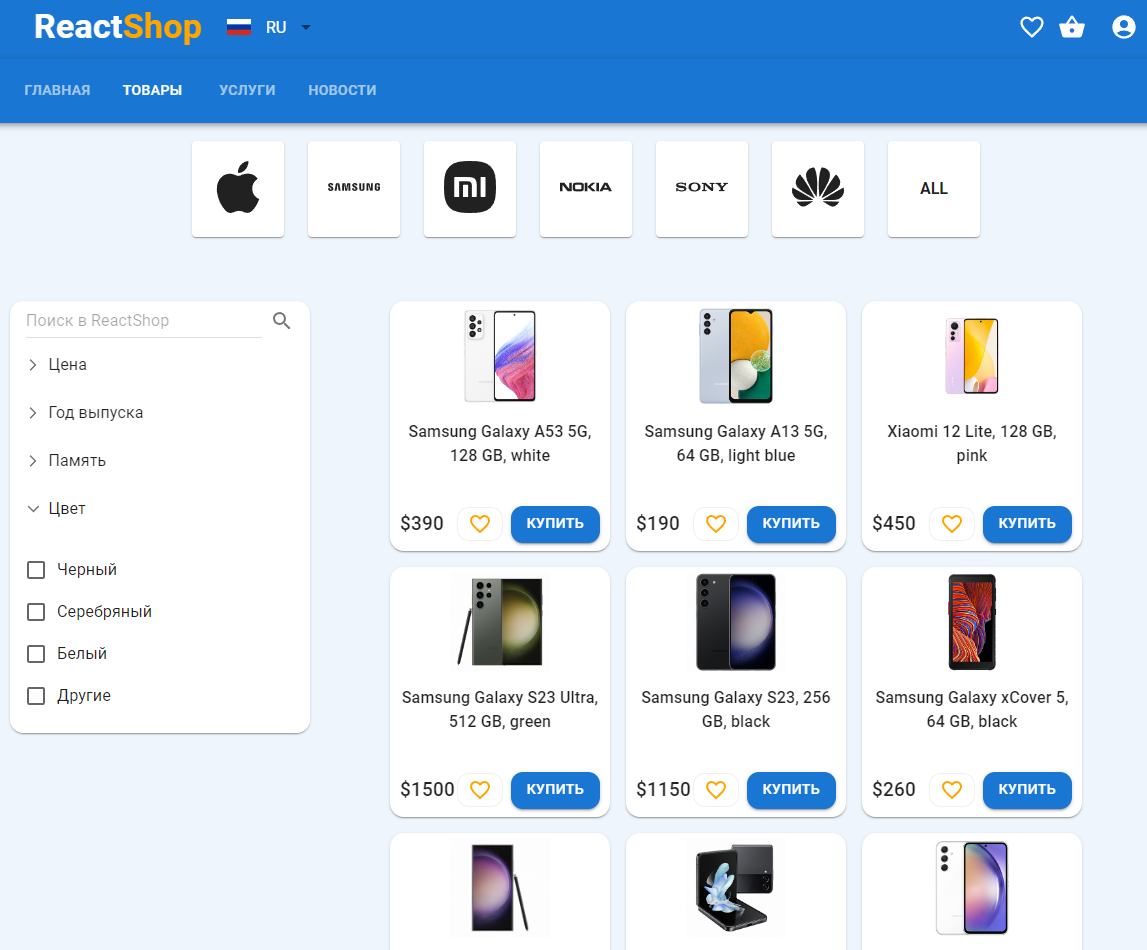 ReactShop
RU
ГЛАВНАЯ ТОВАРЫ УСЛУГИ НОВОСТИ
SAMSUNG
NOKIA
SONY
ALL
Поиск в ReactShop
Цена
Год выпуска
Память
Цвет
Черный
Серебряный
Белый
Другие
Samsung Galaxy A53 5G,
128 GB, white
$390 КУПИТЬ
Samsung Galaxy A13 5G,
64 GB, light blue
$190 КУПИТЬ
Xiaomi 12 Lite, 128 GB,
pink
$450 КУПИТЬ
Samsung Galaxy S23 Ultra,
512 GB, green
$1500 КУПИТЬ
Samsung Galaxy S23, 256
GB, black
$1150 КУПИТЬ
Samsung Galaxy xCover 5,
64 GB, black
$260 КУПИТЬ